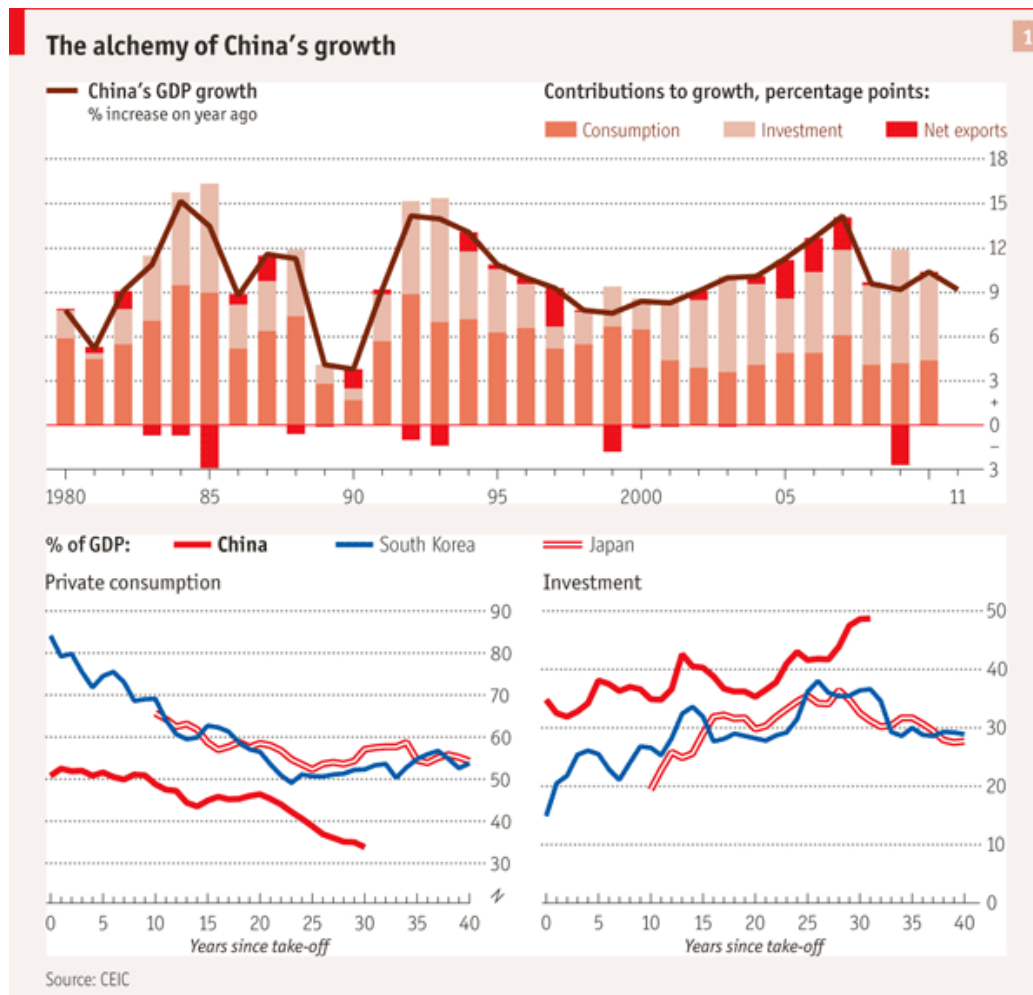 The alchemy of China's growth
1
China's GDP growth
% increase on year ago
Contributions to growth, percentage points:
Consumption Investment Net exports
18
15
12
9
6
3
+
0
–
3
1980 85 90 95 2000 05 11
% of GDP: China South Korea Japan
Private consumption
90
80
70
60
50
40
30
0 5 10 15 20 25 30 35 40
Years since take-off
Investment
50
40
30
20
10
0
0 5 10 15 20 25 30 35 40
Years since take-off
Source: CEIC